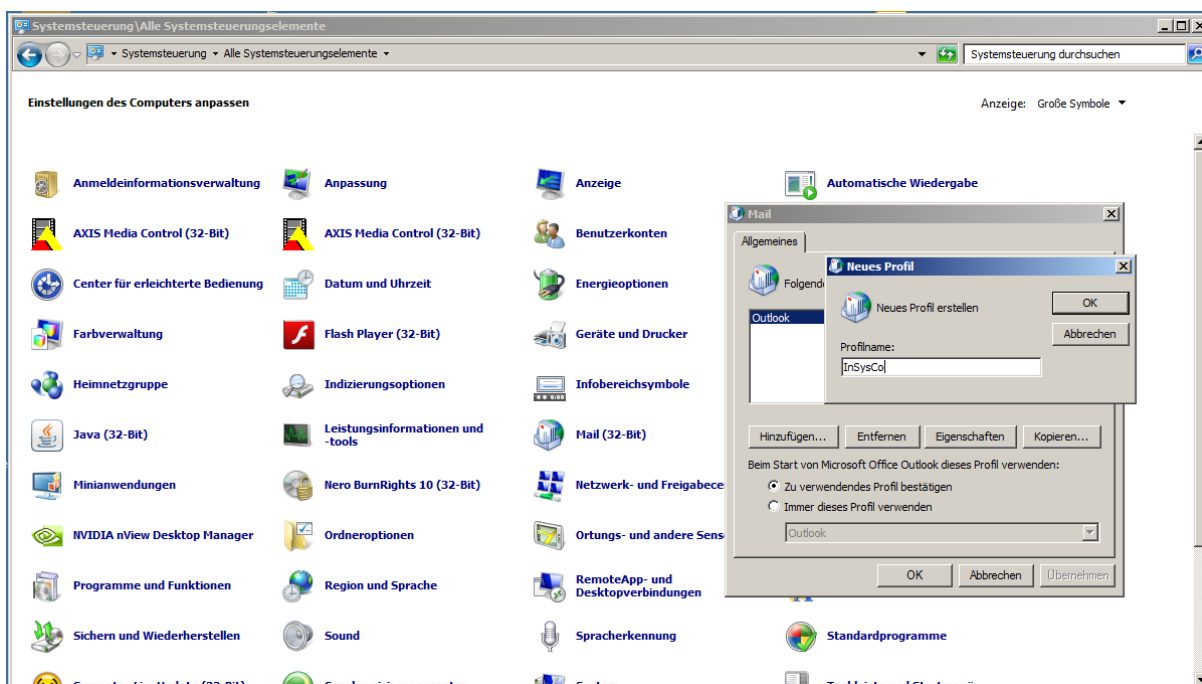 Systemsteuerung\Alle Systemsteuerungselemente
Systemsteuerung Alle Systemsteuerungselemente
Systemsteuerung durchsuchen
Einstellungen des Computers anpassen
Anzeige: Große Symbole
Anmeldeinformationsverwaltung
Anpassung
Anzeige
Automatische Wiedergabe
AXIS Media Control (32-Bit)
AXIS Media Control (32-Bit)
Benutzerkonten
Center für erleichterte Bedienung
Datum und Uhrzeit
Energieoptionen
Farbverwaltung
Flash Player (32-Bit)
Geräte und Drucker
Heimnetzgruppe
Indizierungsoptionen
Infobereichsymbole
Java (32-Bit)
Leistungsinformationen und
-tools
Mail (32-Bit)
Minianwendungen
Nero BurnRights 10 (32-Bit)
Netzwerk- und Freigabece
NVIDIA nView Desktop Manager
Ordneroptionen
Ortungs- und andere Sens
Programme und Funktionen
Region und Sprache
RemoteApp- und
Desktopverbindungen
Sichern und Wiederherstellen
Sound
Spracherkennung
Standardprogramme
Mail
Allgemeines
Folgend
Outlook
Neues Profil
Neues Profil erstellen
Profilname:
InSysCo
OK
Abbrechen
Hinzufügen...
Entfernen
Eigenschaften
Kopieren...
Beim Start von Microsoft Office Outlook dieses Profil verwenden:
Zu verwendendes Profil bestätigen
Immer dieses Profil verwenden
Outlook
OK
Abbrechen
Übernehmen